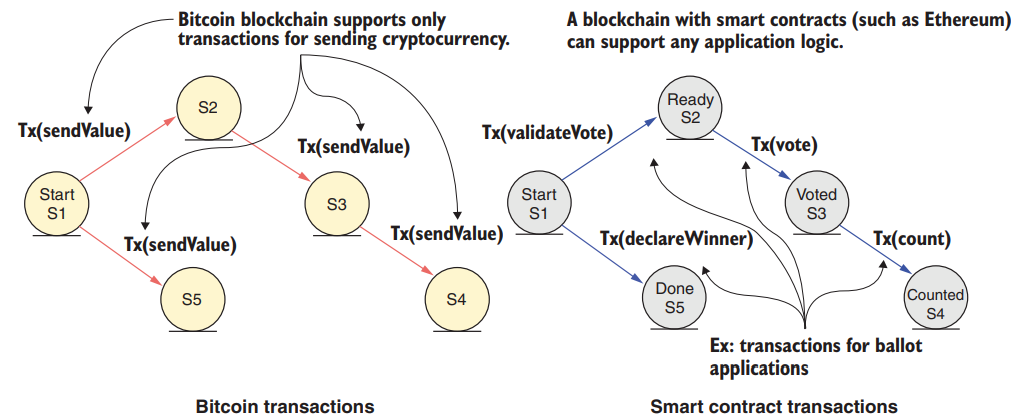 Bitcoin blockchain supports only
transactions for sending cryptocurrency.
S2
Tx(sendValue)
Tx(sendValue)
Start
S1
S3
Tx(sendValue)
Tx(sendValue)
S5
S4
Bitcoin transactions
A blockchain with smart contracts (such as Ethereum)
can support any application logic.
Ready
S2
Tx(validateVote)
Tx(vote)
Start
S1
Voted
S3
Tx(declareWinner)
Tx(count)
Done
S5
Counted
S4
Ex: transactions for ballot
applications
Smart contract transactions